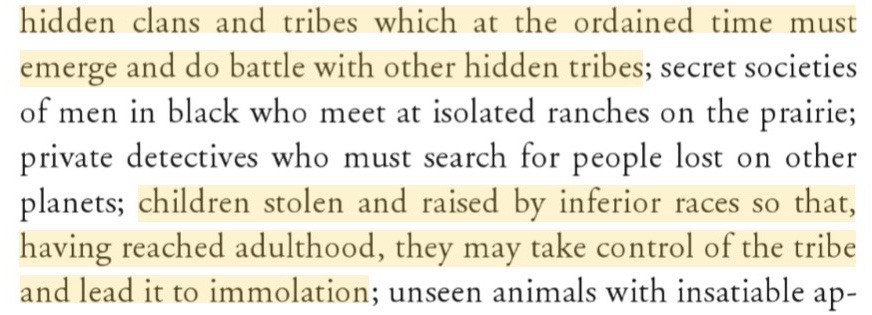 hidden clans and tribes which at the ordained time must
emerge and do battle with other hidden tribes; secret societies
of men in black who meet at isolated ranches on the prairie;
private detectives who must search for people lost on other
planets; children stolen and raised by inferior races so that,
having reached adulthood, they may take control of the tribe
and lead it to immolation; unseen animals with insatiable ap-